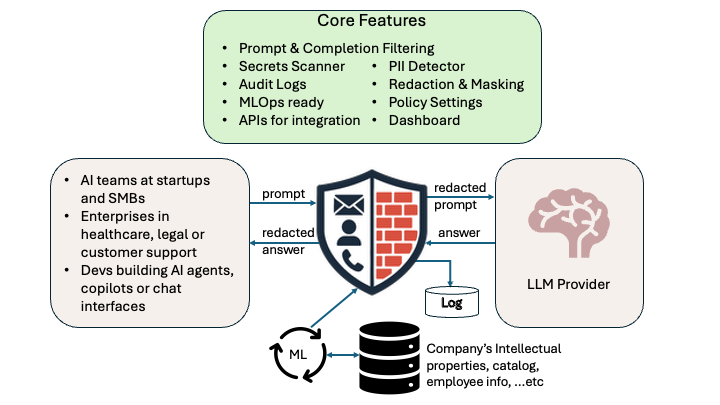 Core Features
• Prompt & Completion Filtering
• Secrets Scanner • PII Detector
• Audit Logs • Redaction & Masking
• MLOps ready • Policy Settings
• APIs for integration • Dashboard
• AI teams at startups
and SMBs
• Enterprises in
healthcare, legal or
customer support
• Devs building AI agents,
copilots or chat
interfaces
prompt
redacted
answer
redacted
prompt
answer
LLM Provider
Log
ML
Company's Intellectual
properties, catalog,
employee info, ...etc